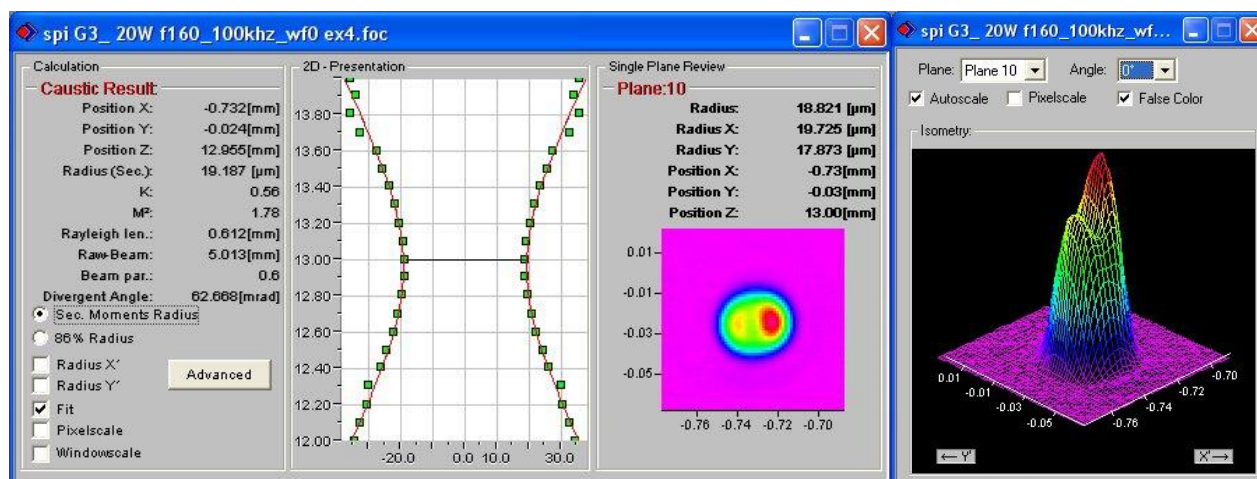 spi G3_ 20W f160_100khz_wf0 ex4.foc
Calculation
Caustic Result:
Position X: -0.732[mm]
Position Y: -0.024[mm]
Position Z: 12.955[mm]
Radius(Sec.): 19.187 [µm]
K: 0.56
M²: 1.78
Rayleigh len.: 0.612[mm]
Raw-Beam: 5.013[mm]
Beam par.: 0.6
Divergent Angle: 62.668[mrad]
Sec. Moments Radius
86% Radius
Radius X'
Radius Y'
Advanced
Fit
Pixelscale
Windowscale
2D - Presentation
13.80
13.60
13.40
13.20
13.00
12.80
12.60
12.40
12.20
12.00
-20.0 0.0 10.0 30.0
Single Plane Review
Plane:10
Radius: 18.821 [µm]
Radius X: 19.725 [µm]
Radius Y: 17.873 [µm]
Position X: -0.73[mm]
Position Y: -0.03[mm]
Position Z: 13.00[mm]
0.01
-0.01
-0.03
-0.05
-0.76 -0.74 -0.72 -0.70
spi G3_ 20W f160_100khz_wf...
Plane: Plane 10 Angle: 0°
Autoscale Pixelscale False Color
Isometry:
0.01 -0.01 -0.03 -0.05
-0.76 -0.74 -0.72 -0.70
← Y' X'→